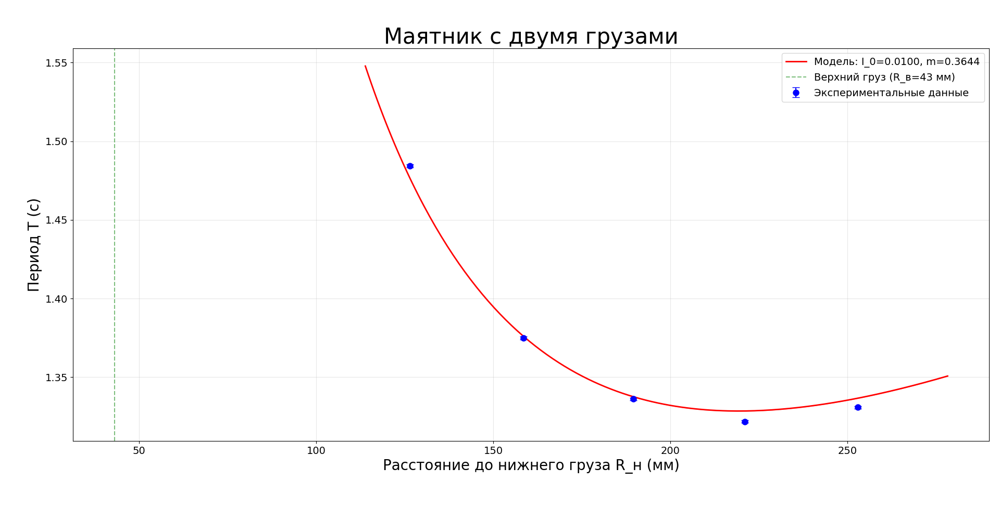 Маятник с двумя грузами
Модель: I_0=0.0100, m=0.3644
Верхний груз (R_в=43 мм)
Экспериментальные данные
Период T (с)
1.55
1.50
1.45
1.40
1.35
50 100 150 200 250
Расстояние до нижнего груза R_н (мм)